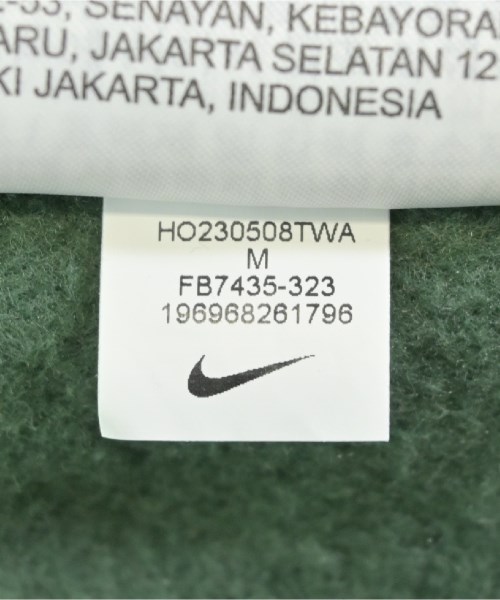 SENAYAN, KEBAYORA
ARU, JAKARTA SELATAN 12
KI JAKARTA, INDONESIA
HO230508TWA
M
FB7435-323
196968261796